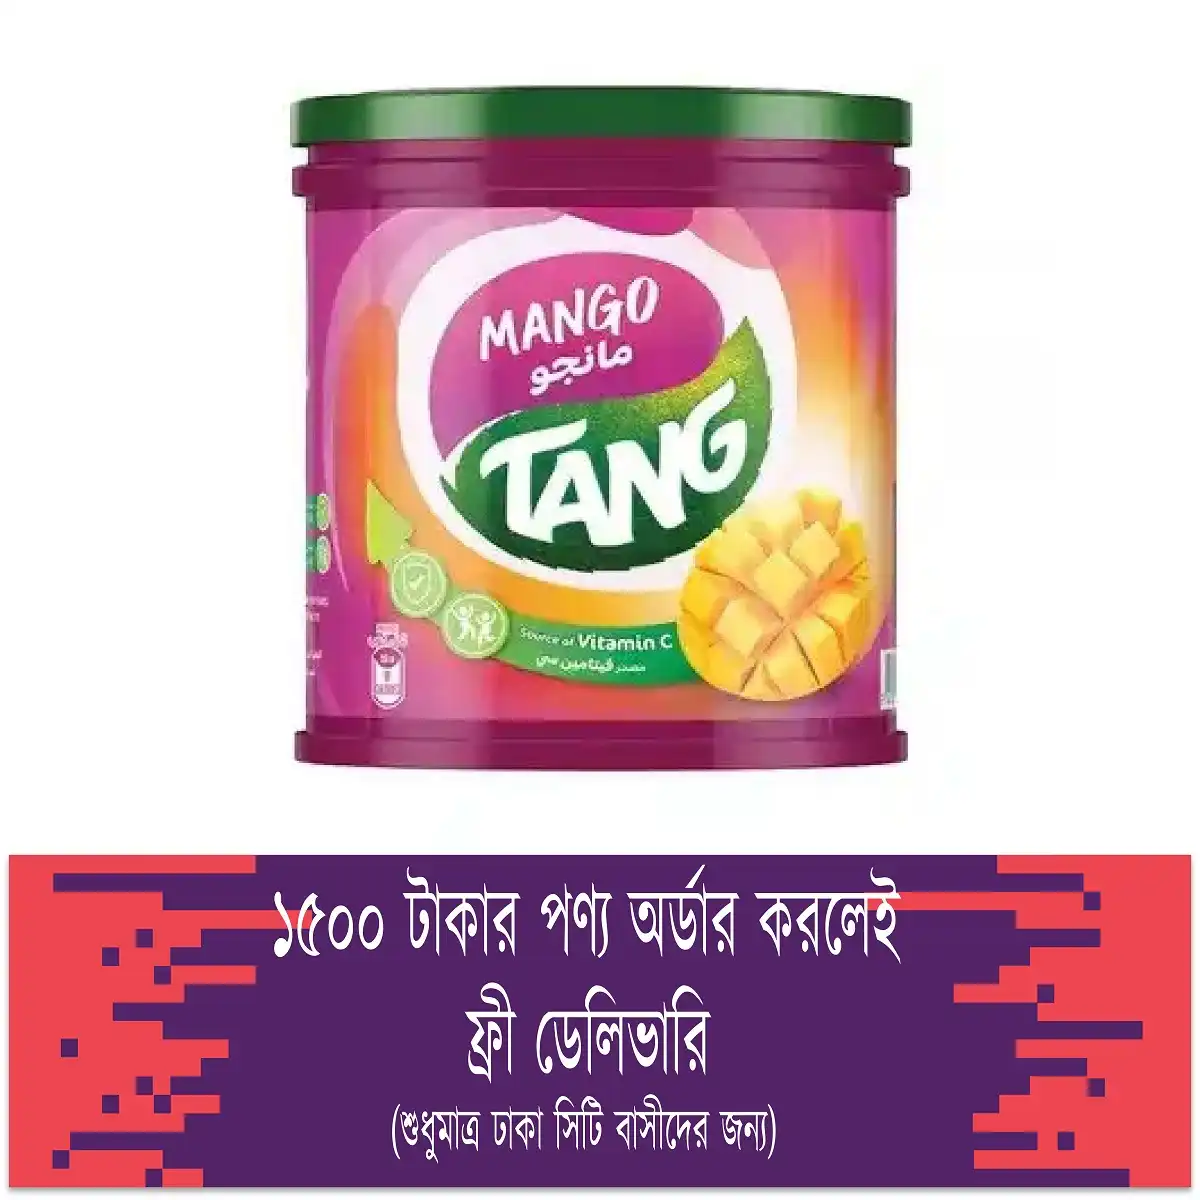 MANGO
مانجو
TANG
Source of Vitamin C
مصدر فيتامين سي
১৫০০ টাকার পণ্য অর্ডার করলেই
ফ্রী ডেলিভারি
(শুধুমাত্র ঢাকা সিটি বাসীদের জন্য)